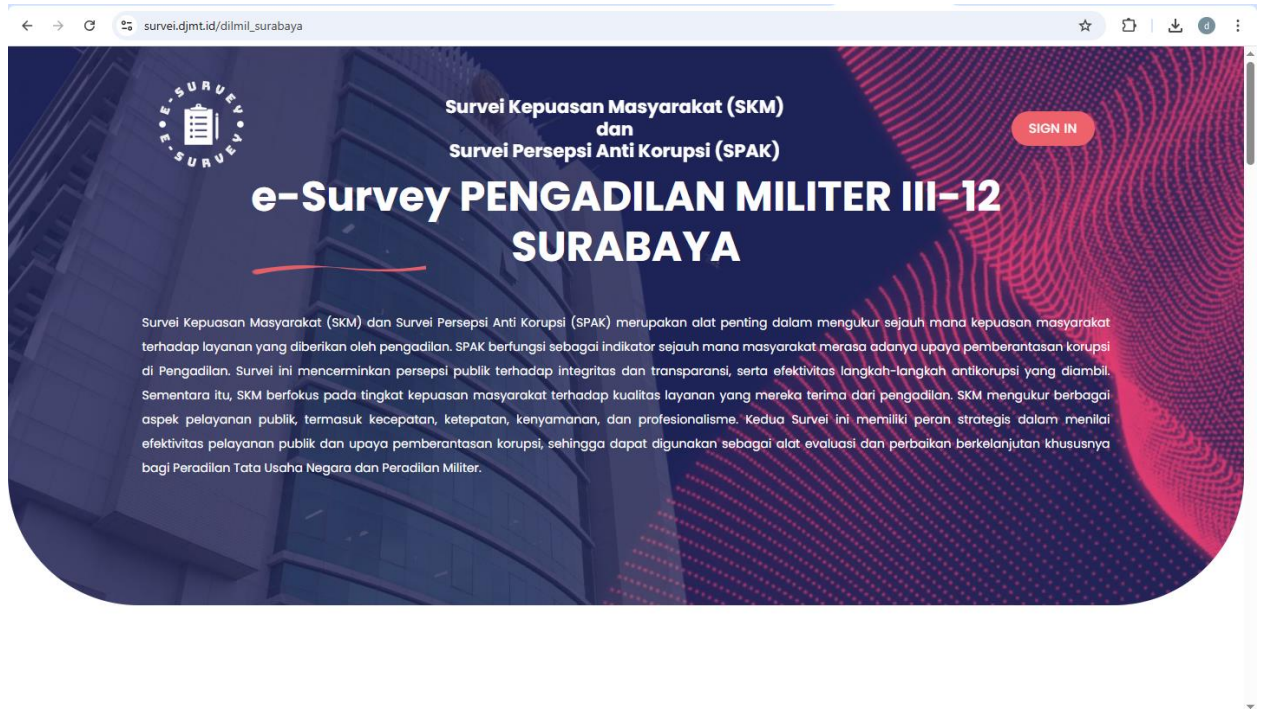 survei.djmt.id/dilmil_surabaya
d
E-SURVEY
E-SURVEY
Survei Kepuasan Masyarakat (SKM)
dan
Survei Persepsi Anti Korupsi (SPAK)
SIGN IN
e-Survey PENGADILAN MILITER III-12
SURABAYA
Survei Kepuasan Masyarakat (SKM) dan Survei Persepsi Anti Korupsi (SPAK) merupakan alat penting dalam mengukur sejauh mana kepuasan masyarakat
terhadap layanan yang diberikan oleh pengadilan. SPAK berfungsi sebagai indikator sejauh mana masyarakat merasa adanya upaya pemberantasan korupsi
di Pengadilan. Survei ini mencerminkan persepsi publik terhadap integritas dan transparansi, serta efektivitas langkah-langkah antikorupsi yang diambil.
Sementara itu, SKM berfokus pada tingkat kepuasan masyarakat terhadap kualitas layanan yang mereka terima dari pengadilan. SKM mengukur berbagai
aspek pelayanan publik, termasuk kecepatan, ketepatan, kenyamanan, dan profesionalisme. Kedua Survei ini memiliki peran strategis dalam menilai
efektivitas pelayanan publik dan upaya pemberantasan korupsi, sehingga dapat digunakan sebagai alat evaluasi dan perbaikan berkelanjutan khususnya
bagi Peradilan Tata Usaha Negara dan Peradilan Militer.